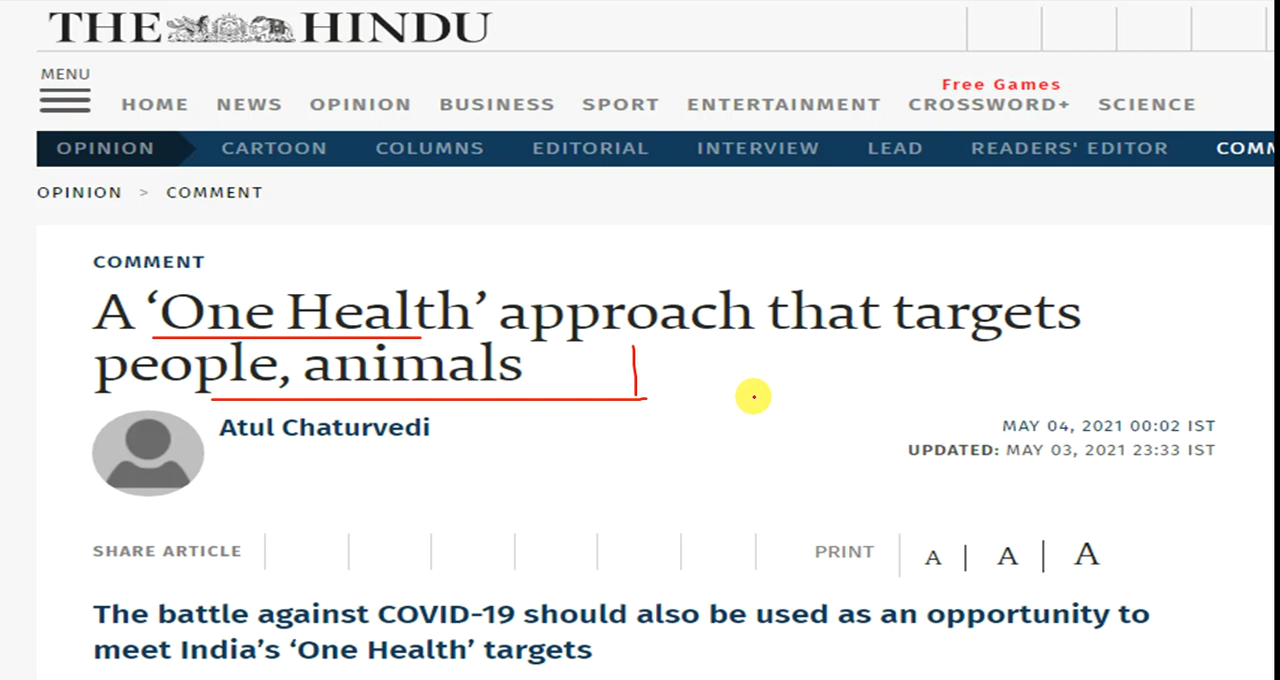 THE HINDU
MENU
Free Games
HOME NEWS OPINION BUSINESS SPORT ENTERTAINMENT CROSSWORD+ SCIENCE
OPINION CARTOON COLUMNS EDITORIAL INTERVIEW LEAD READERS' EDITOR COMM
OPINION > COMMENT
COMMENT
A ‘One Health’ approach that targets
people, animals
Atul Chaturvedi
MAY 04, 2021 00:02 IST
UPDATED: MAY 03, 2021 23:33 IST
SHARE ARTICLE PRINT A | A | A
The battle against COVID-19 should also be used as an opportunity to
meet India’s ‘One Health’ targets